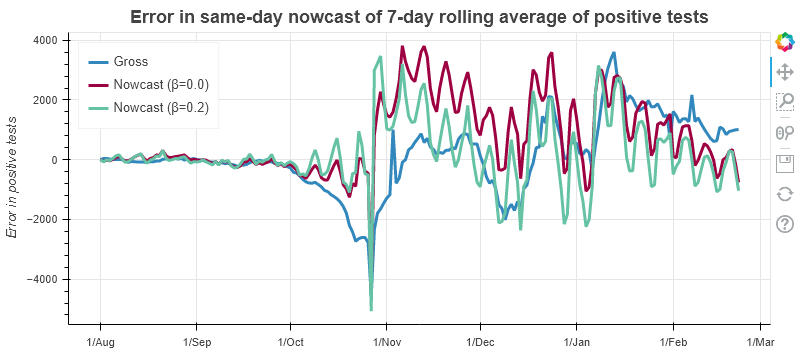 Error in same-day nowcast of 7-day rolling average of positive tests
Gross
Nowcast (β=0.0)
Nowcast (β=0.2)
Error in positive tests
4000
2000
0
−2000
−4000
1/Aug
1/Sep
1/Oct
1/Nov
1/Dec
1/Jan
1/Feb
1/Mar